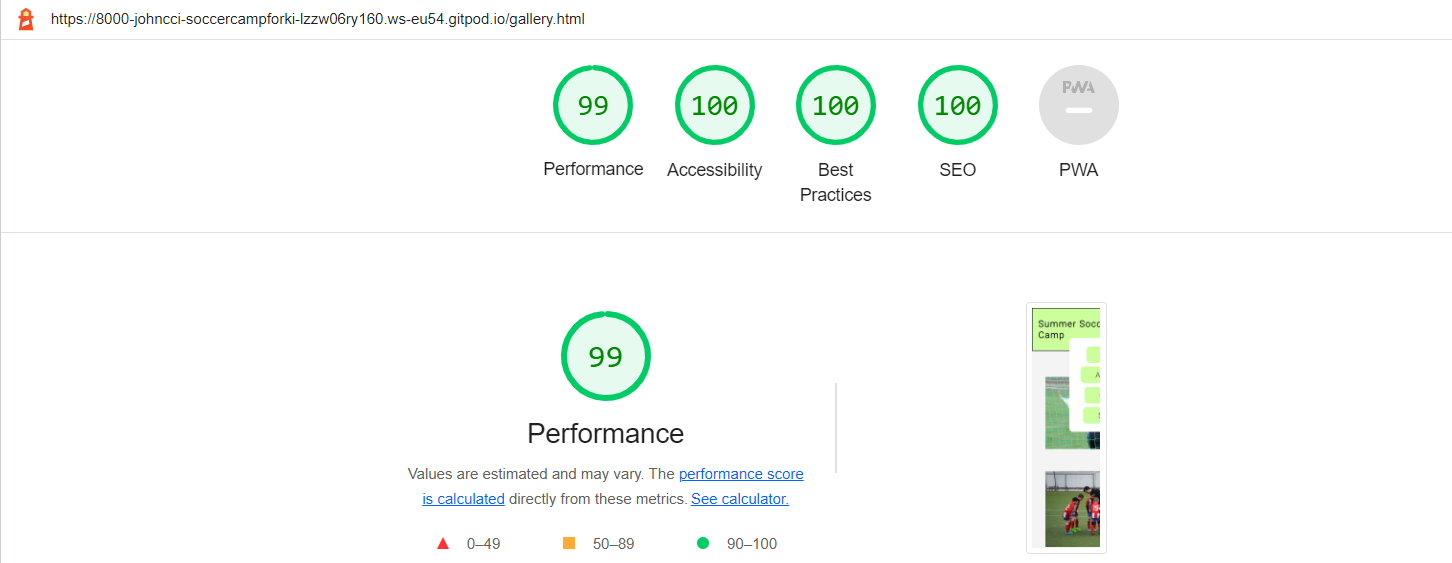 https://8000-johncci-soccercampforki-lzzw06ry160.ws-eu54.gitpod.io/gallery.html
99
100
100
100
PWA
Performance
Accessibility
Best
Practices
SEO
PWA
99
Performance
Values are estimated and may vary. The performance score
is calculated directly from these metrics. See calculator.
0–49
50–89
90–100
Summer Socc
Camp